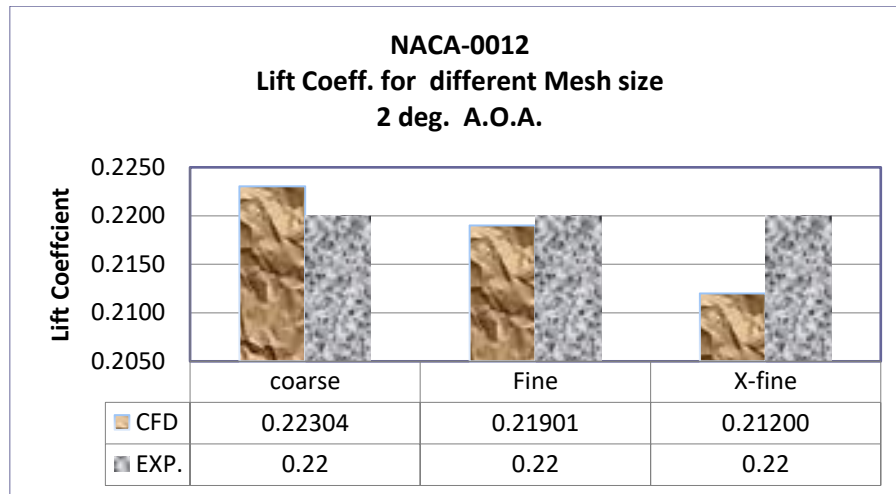 NACA-0012
Lift Coeff. for different Mesh size
2 deg. A.O.A.
Lift Coeffcient
0.2250
0.2200
0.2150
0.2100
0.2050
coarse Fine X-fine
CFD 0.22304 0.21901 0.21200
EXP. 0.22 0.22 0.22